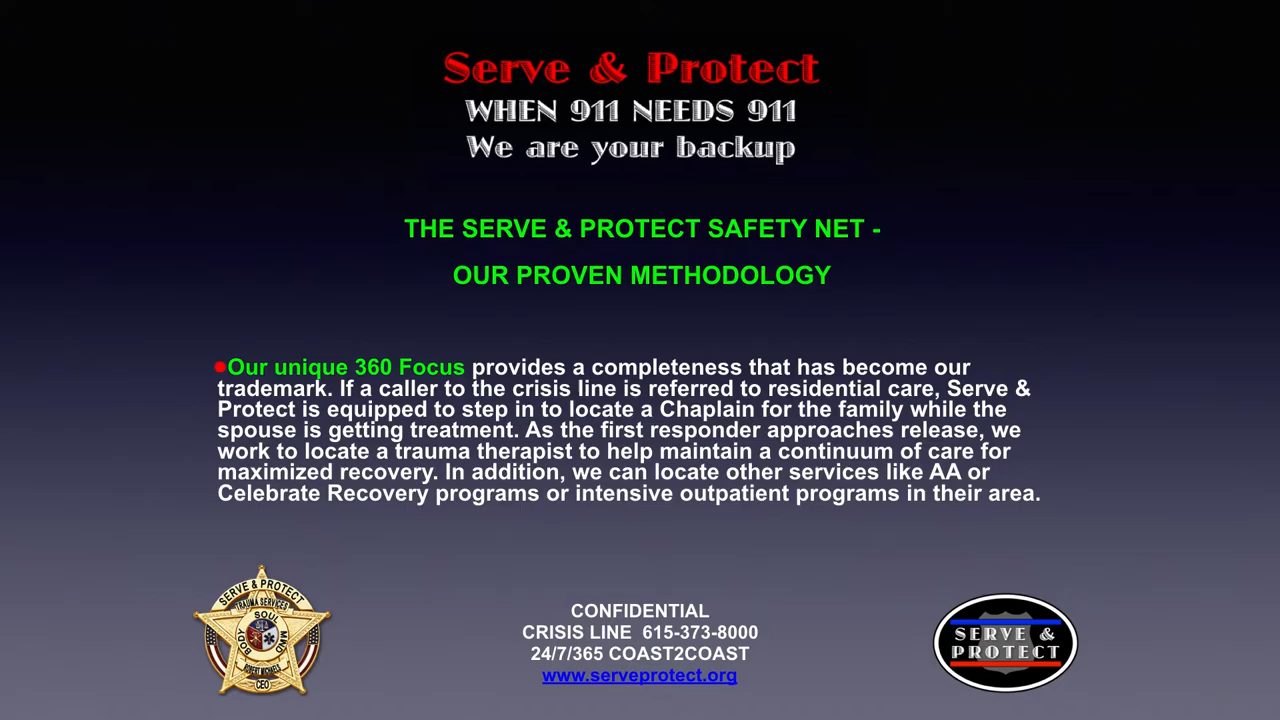 Serve & Protect
WHEN 911 NEEDS 911
We are your backup
THE SERVE & PROTECT SAFETY NET -
OUR PROVEN METHODOLOGY
•Our unique 360 Focus provides a completeness that has become our
trademark. If a caller to the crisis line is referred to residential care, Serve &
Protect is equipped to step in to locate a Chaplain for the family while the
spouse is getting treatment. As the first responder approaches release, we
work to locate a trauma therapist to help maintain a continuum of care for
maximized recovery. In addition, we can locate other services like AA or
Celebrate Recovery programs or intensive outpatient programs in their area.
SERVE & PROTECT
TRAUMA SERVICES
SOUL
BODY
MIND
ROBERT MICHAELS
CEO
CONFIDENTIAL
CRISIS LINE 615-373-8000
24/7/365 COAST2COAST
www.serveprotect.org
SERVE &
PROTECT